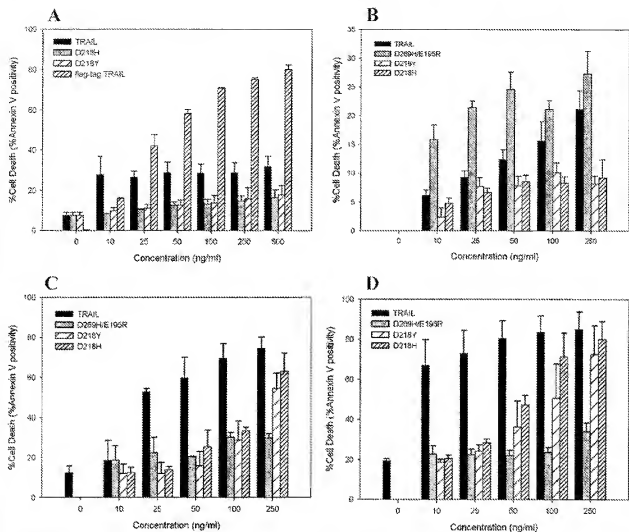 A
TRAIL
D218H
D218Y
flag-tag TRAIL
%Cell Death (%Annexin V positivity)
100
80
60
40
20
0
0 10 25 50 100 250 500
Concentration (ng/ml)
B
TRAIL
D269H/E195R
D218Y
D218H
%Cell Death (%Annexin V positivity)
35
30
25
20
15
10
5
0
0 10 25 50 100 250
Concentration (ng/ml)
C
TRAIL
D269H/E195R
D218Y
D218H
%Cell Death (%Annexin V positivity)
100
80
60
40
20
0
0 10 25 50 100 250
Concentration (ng/ml)
D
TRAIL
D269H/E195R
D218Y
D218H
%Cell Death (%Annexin V positivity)
100
80
60
40
20
0
0 10 25 50 100 250
Concentration (ng/ml)